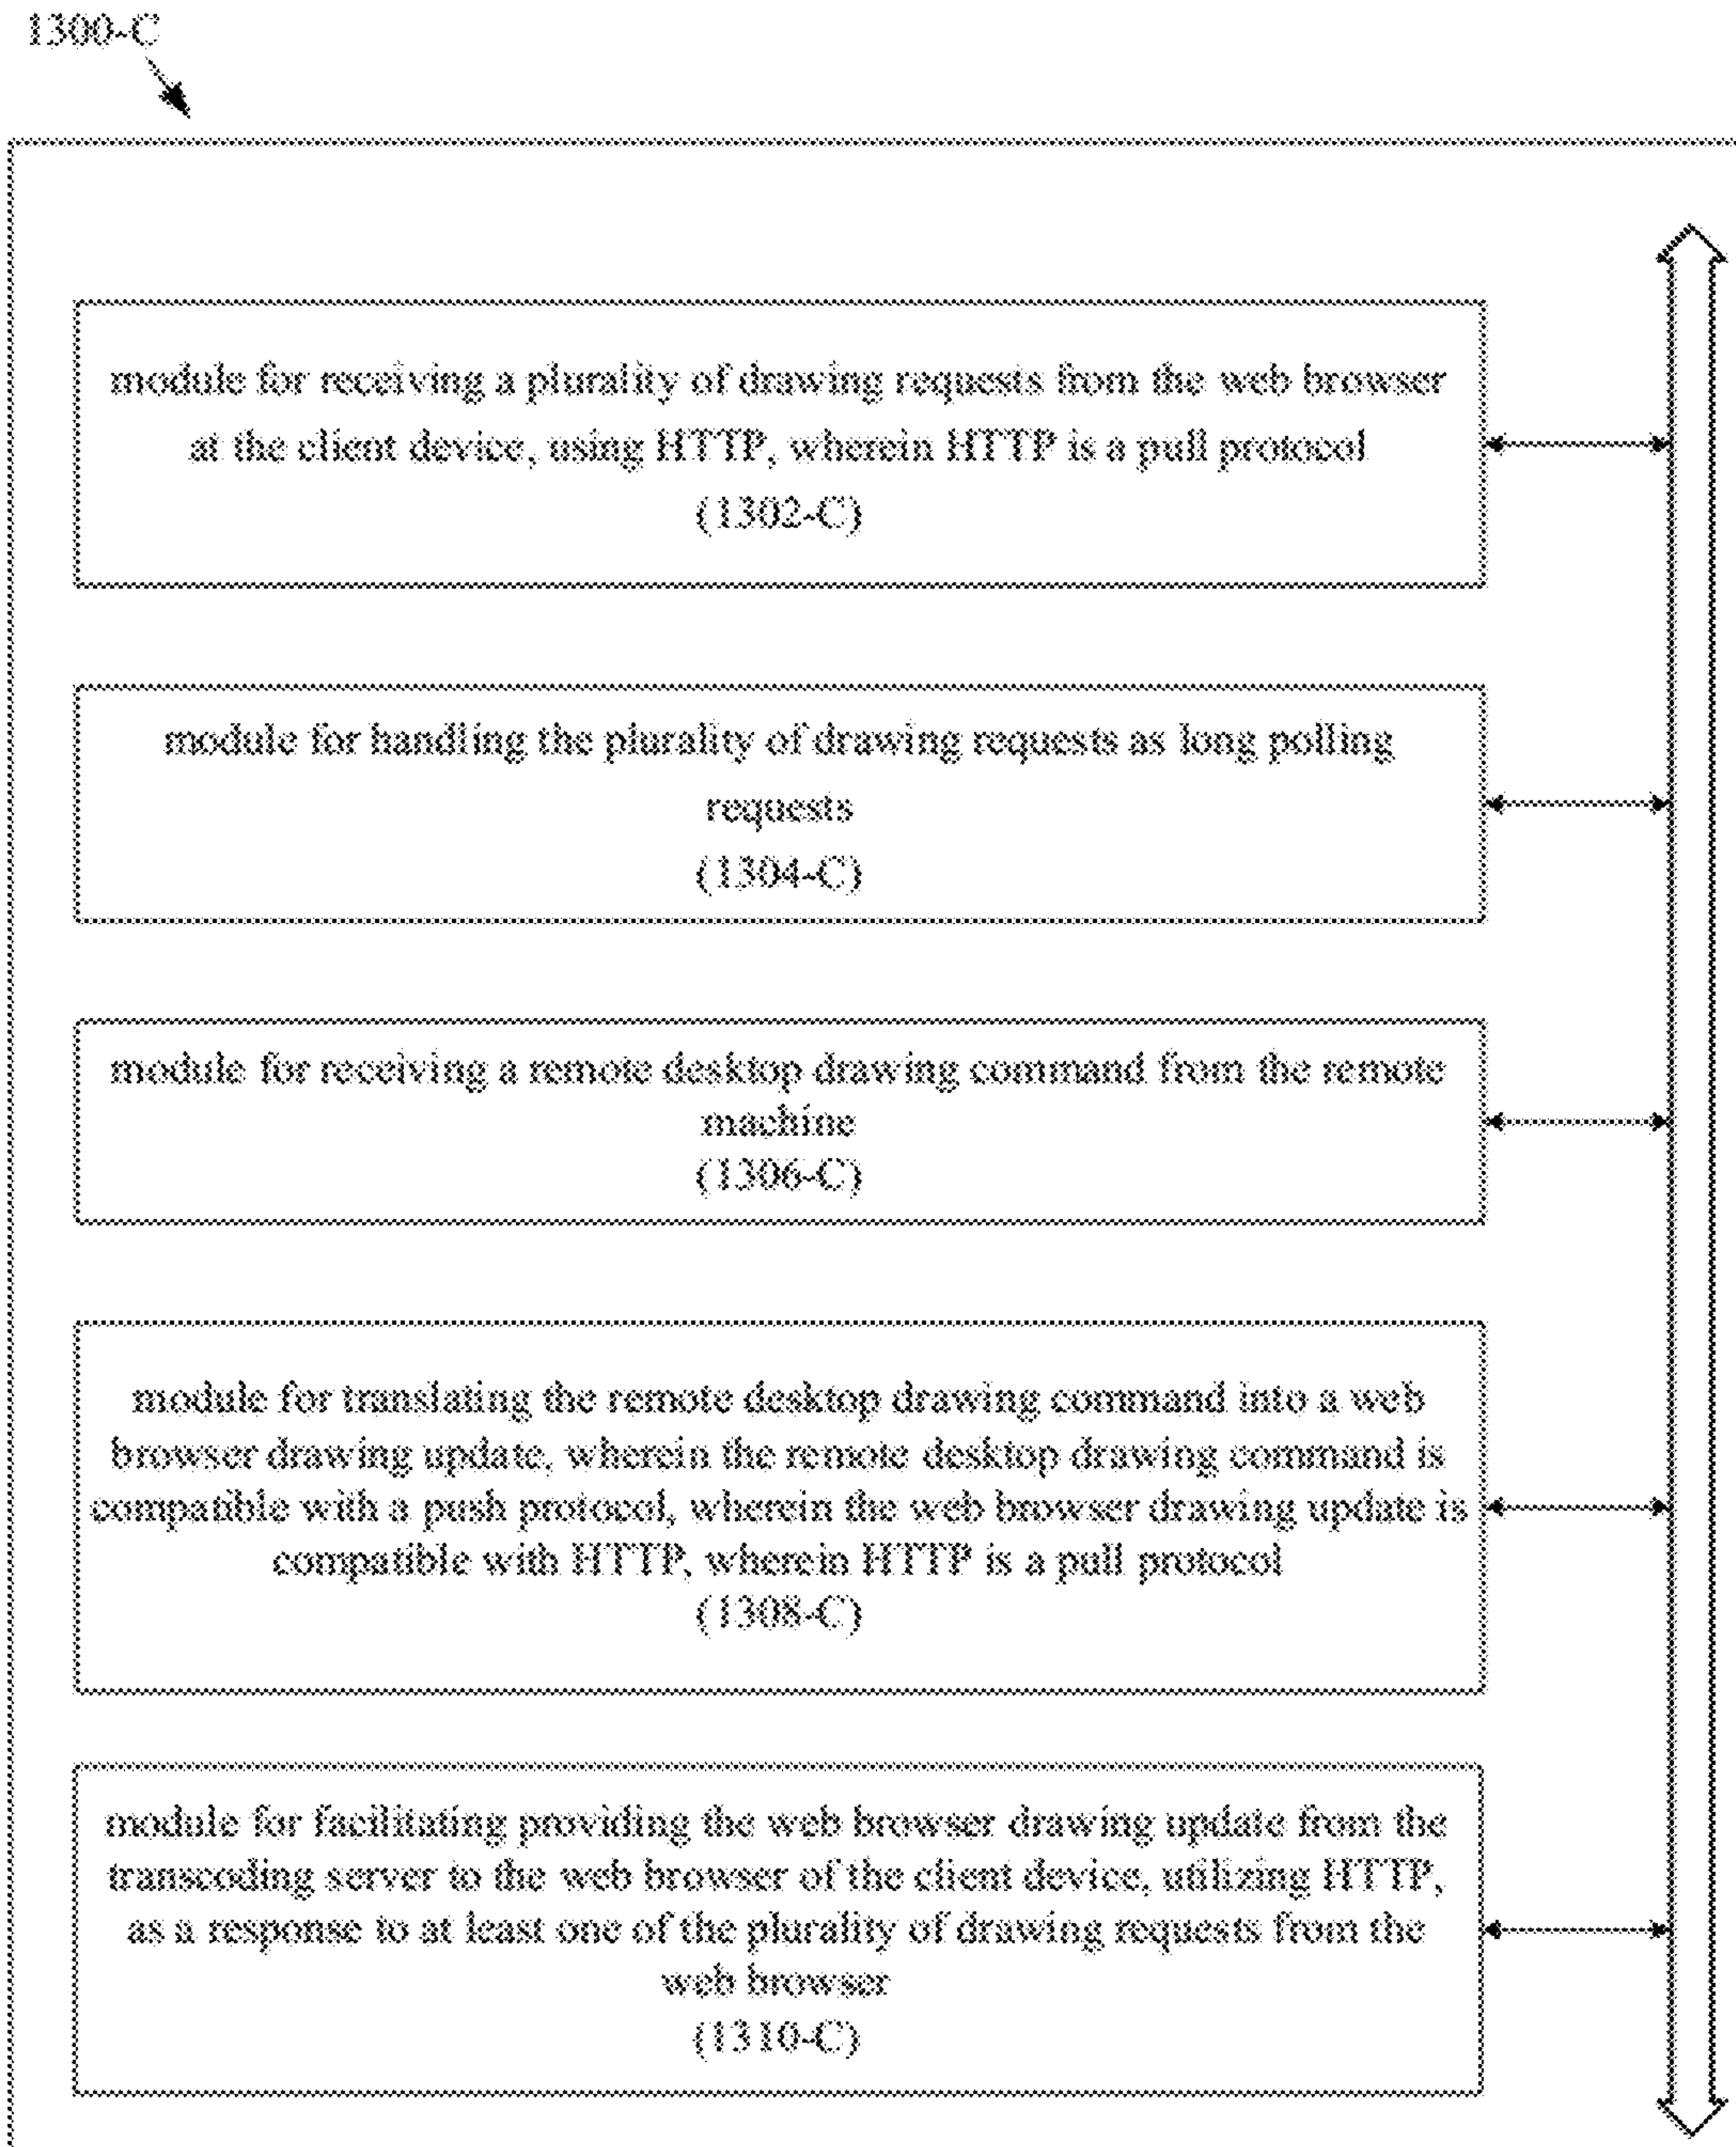 1300-C
module for receiving a plurality of drawing requests from the web browser
at the client device, using HTTP, wherein HTTP is a pull protocol
(1302-C)
module for handling the plurality of drawing requests as long polling
requests
(1304-C)
module for receiving a remote desktop drawing command from the remote
machine
(1306-C)
module for translating the remote desktop drawing command into a web
browser drawing update, wherein the remote desktop drawing command is
compatible with a push protocol, wherein the web browser drawing update is
compatible with HTTP, wherein HTTP is a pull protocol
(1308-C)
module for facilitating providing the web browser drawing update from the
transcoding server to the web browser of the client device, utilizing HTTP,
as a response to at least one of the plurality of drawing requests from the
web browser
(1310-C)